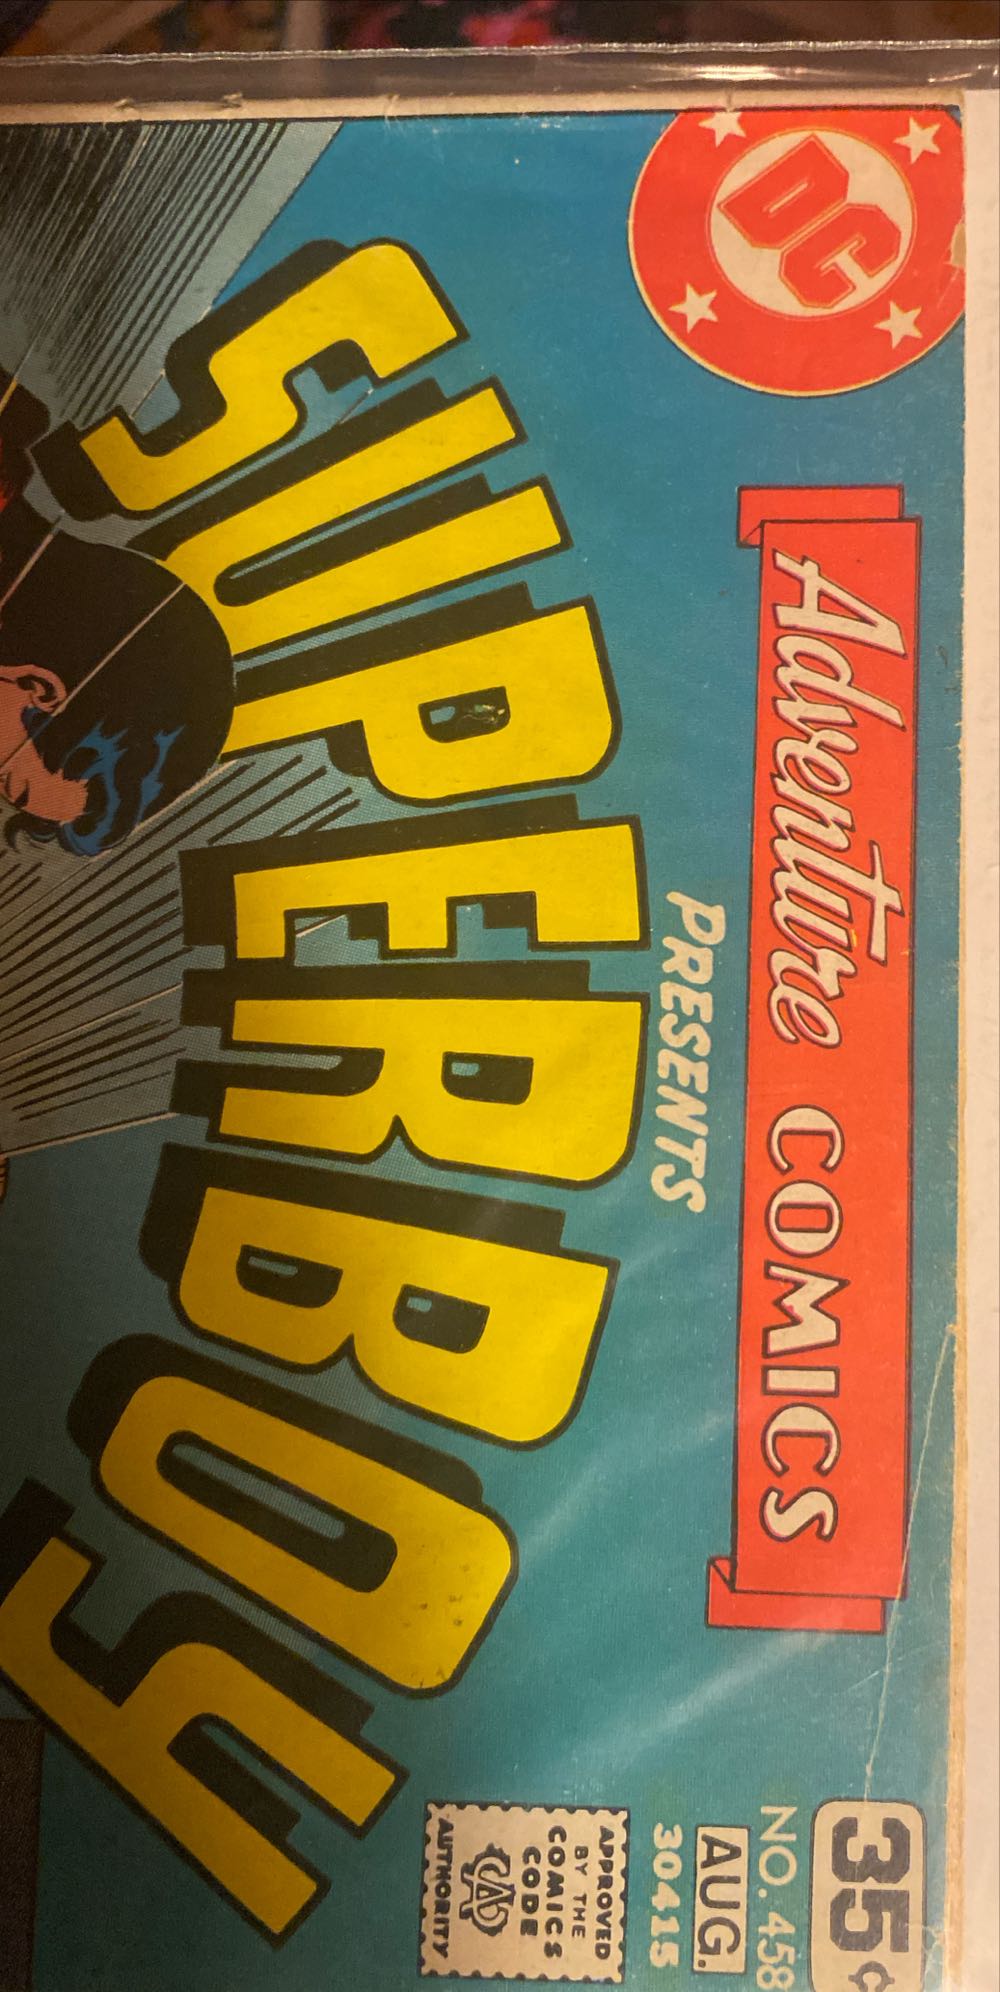 DC
Adventure COMICS
PRESENTS
SUPERBOY
35¢
NO. 458
AUG.
30415
APPROVED
BY THE
COMICS
CODE
CA
AUTHORITY